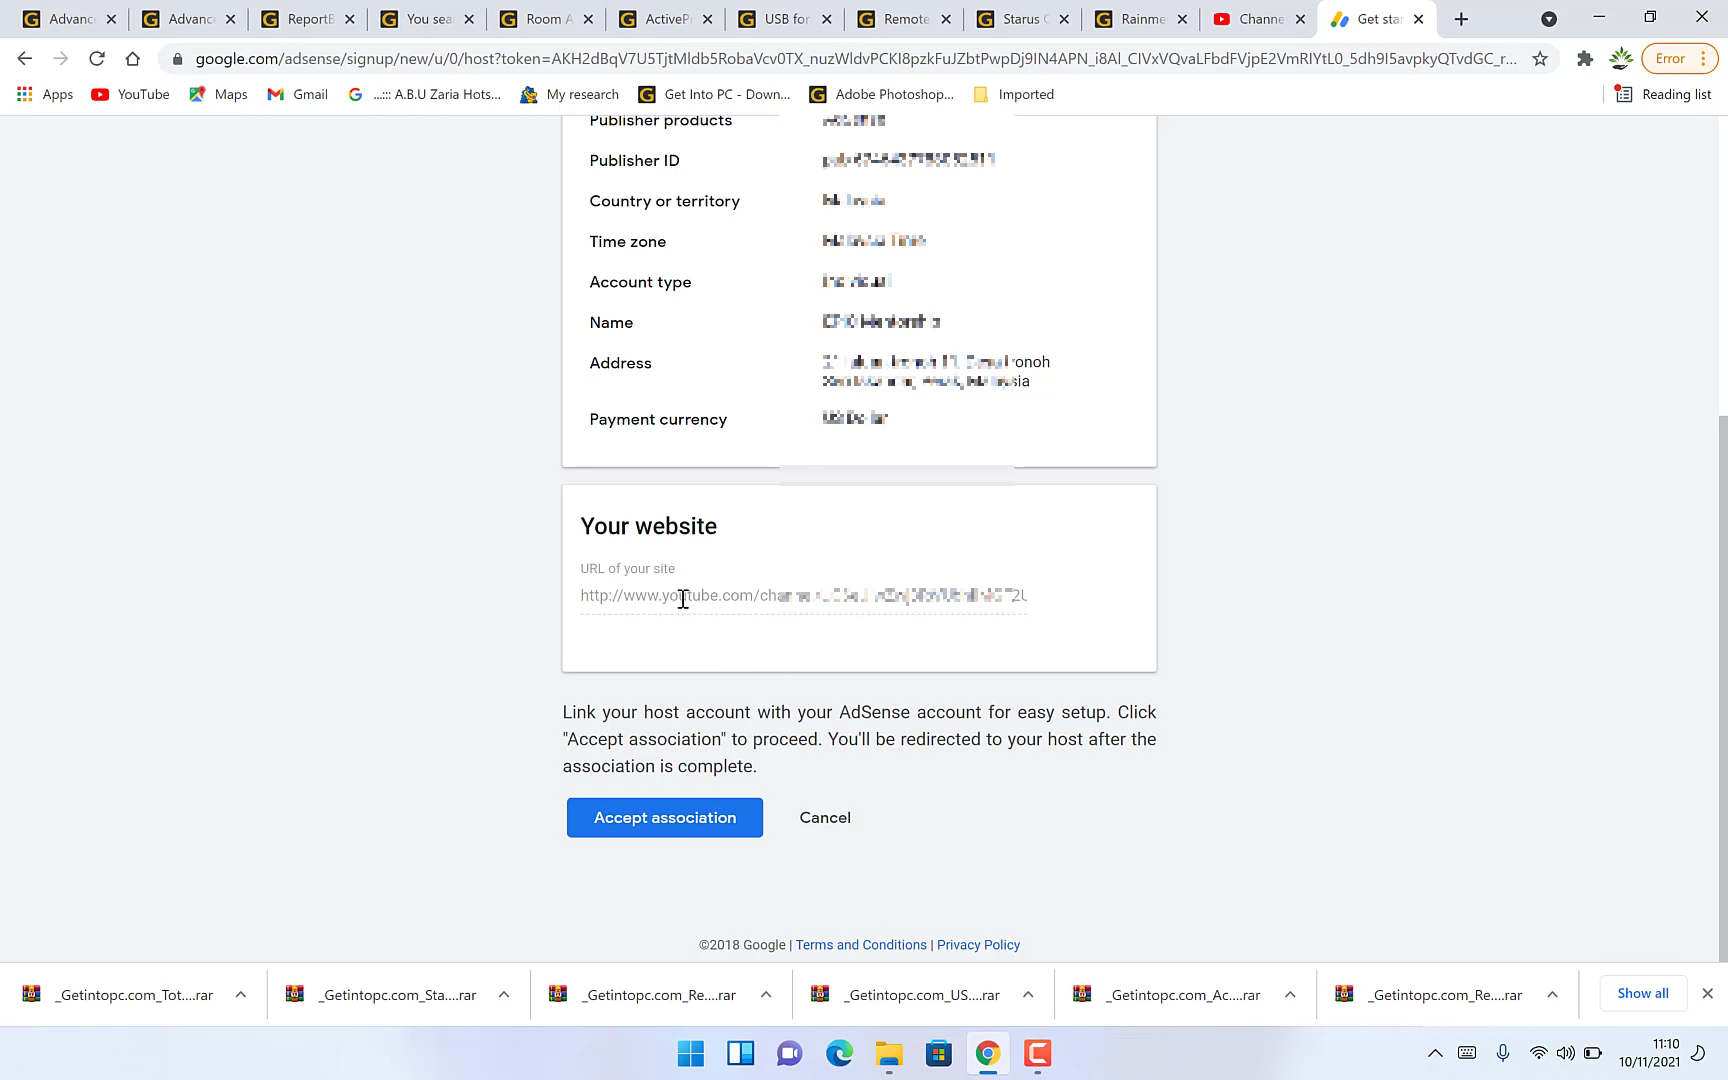 Advanc
Advanc
ReportB
You sea
Room A
ActiveP
USB for
Remote
Starus
Rainme
Channe
Get star
google.com/adsense/signup/new/u/0/host?token=
Error
Apps
YouTube
Maps
Gmail
...::: A.B.U Zaria Hots...
My research
Get Into PC - Down...
Adobe Photoshop...
Imported
Reading list
Publisher products
Publisher ID
Country or territory
Time zone
Account type
Name
Address
Payment currency
Your website
URL of your site
http://www.youtube.com/
Link your host account with your AdSense account for easy setup. Click
"Accept association" to proceed. You'll be redirected to your host after the
association is complete.
Accept association
Cancel
©2018 Google | Terms and Conditions | Privacy Policy
_Getintopc.com_Tot....rar
_Getintopc.com_Sta....rar
_Getintopc.com_Re....rar
_Getintopc.com_US....rar
_Getintopc.com_Ac....rar
_Getintopc.com_Re....rar
Show all
11:10
10/11/2021